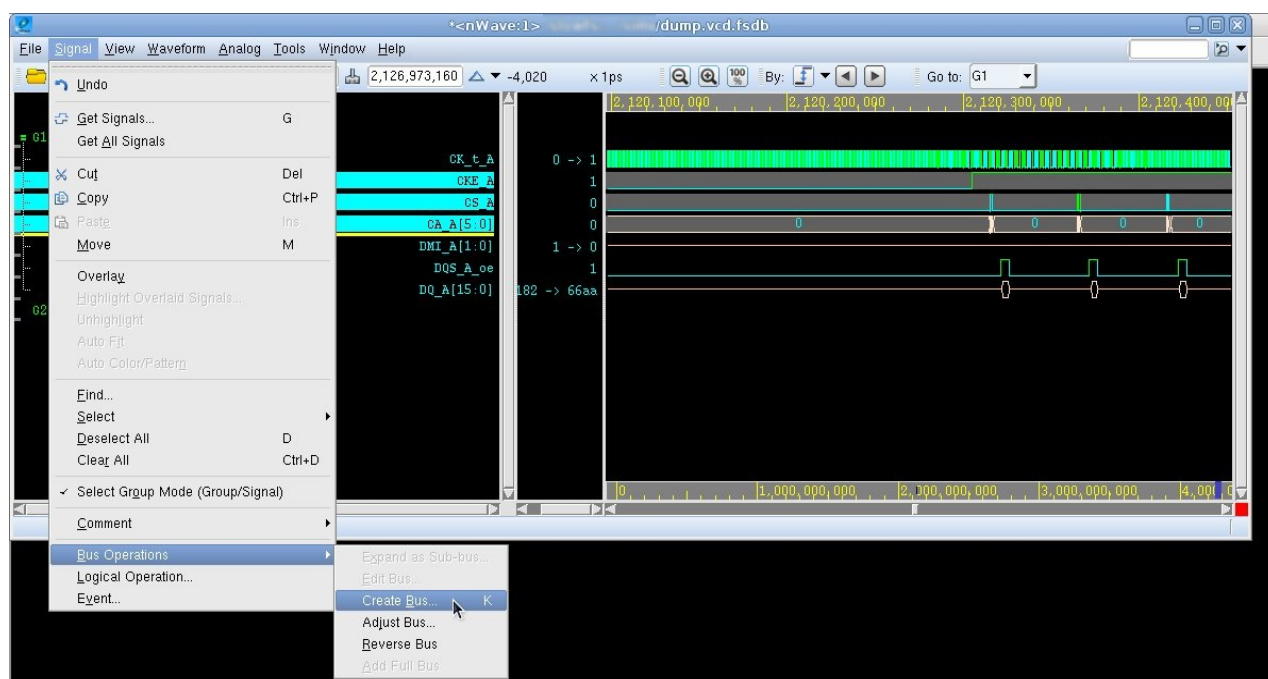 *<nWave:1> /dump.vcd.fsdb
File Signal View Waveform Analog Tools Window Help
2,126,973,160 -4,020 x 1ps 100 % By: Go to: G1
Undo
Get Signals... G
Get All Signals
Cut Del
Copy Ctrl+P
Paste Ins
Move M
Overlay
Highlight Overlaid Signals...
Unhighlight
Auto Fit
Auto Color/Pattern
Find...
Select
Deselect All D
Clear All Ctrl+D
Select Group Mode (Group/Signal)
Comment
Bus Operations
Logical Operation...
Event...
Expand as Sub-bus...
Edit Bus...
Create Bus... K
Adjust Bus...
Reverse Bus
Add Full Bus
G1
G2
CK_t_A 0 -> 1
CKE_A 1
CS_A 0
CA_A[5:0] 0
DMI_A[1:0] 1 -> 0
DQS_A_oe 1
DQ_A[15:0] 182 -> 66aa
2,120,100,000 2,120,200,000 2,120,300,000 2,120,400,00
0 0 0 0
0 1,000,000,000 2,000,000,000 3,000,000,000 4,00